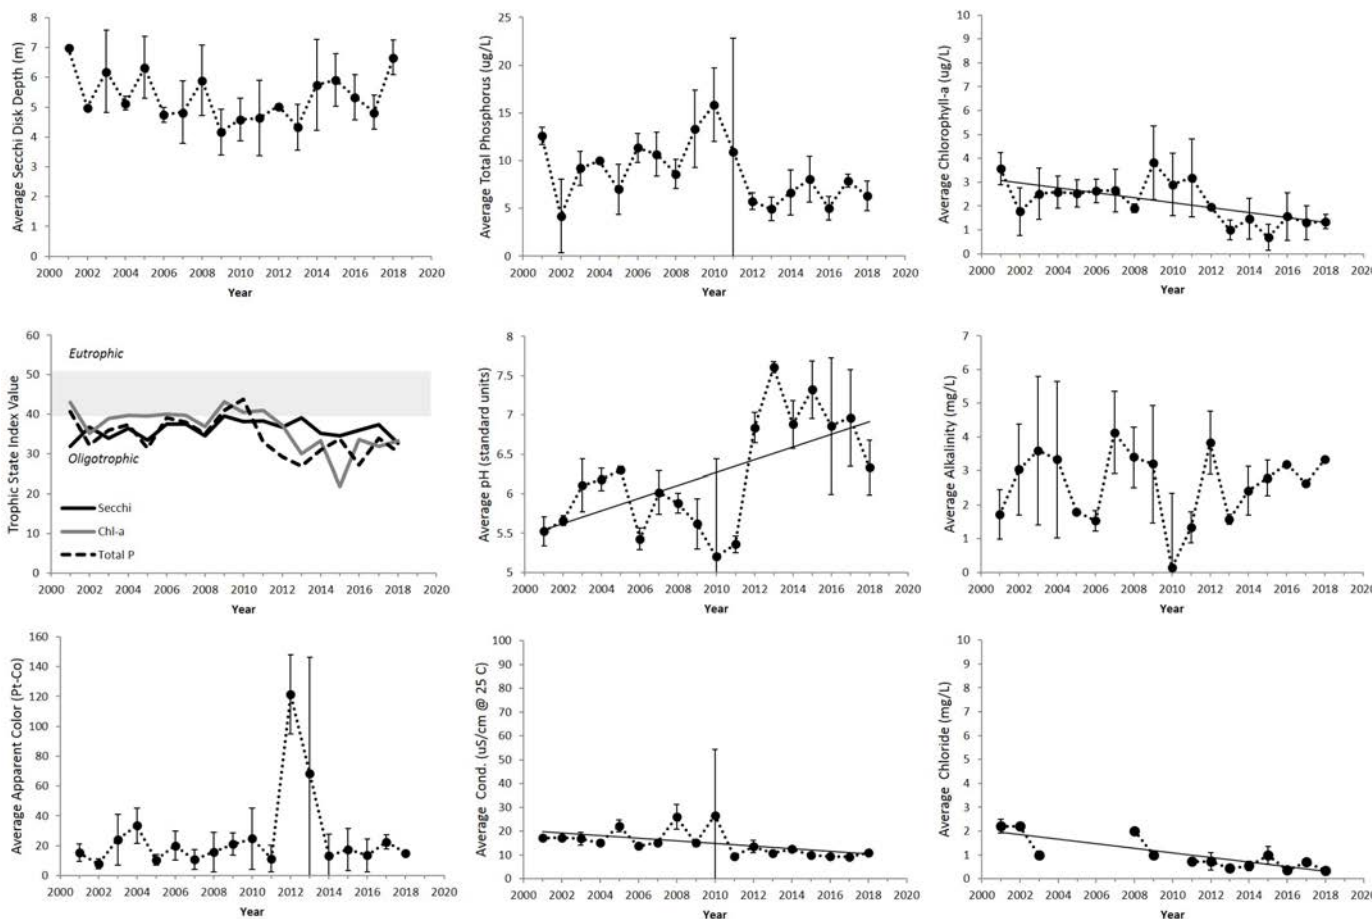 Average Secchi Disk Depth (m)
8
7
6
5
4
3
2
1
0
2000 2002 2004 2006 2008 2010 2012 2014 2016 2018 2020
Year
Average Total Phosphorus (ug/L)
25
20
15
10
5
0
2000 2002 2004 2006 2008 2010 2012 2014 2016 2018 2020
Year
Average Chlorophyll-a (ug/L)
10
9
8
7
6
5
4
3
2
1
0
2000 2002 2004 2006 2008 2010 2012 2014 2016 2018 2020
Year
Trophic State Index Value
60
50
40
30
20
10
0
Eutrophic
Oligotrophic
Secchi
Chl-a
Total P
2000 2002 2004 2006 2008 2010 2012 2014 2016 2018 2020
Year
Average pH (standard units)
8
7.5
7
6.5
6
5.5
5
2000 2002 2004 2006 2008 2010 2012 2014 2016 2018 2020
Year
Average Alkalinity (mg/L)
7
6
5
4
3
2
1
0
2000 2002 2004 2006 2008 2010 2012 2014 2016 2018 2020
Year
Average Apparent Color (Pt-Co)
160
140
120
100
80
60
40
20
0
2000 2002 2004 2006 2008 2010 2012 2014 2016 2018 2020
Year
Average Cond. (uS/cm @ 25 C)
100
90
80
70
60
50
40
30
20
10
0
2000 2002 2004 2006 2008 2010 2012 2014 2016 2018 2020
Year
Average Chloride (mg/L)
10
9
8
7
6
5
4
3
2
1
0
2000 2002 2004 2006 2008 2010 2012 2014 2016 2018 2020
Year